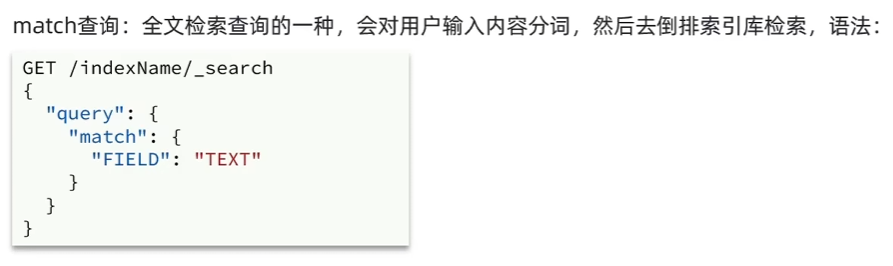 match查询：全文检索查询的一种，会对用户输入内容分词，然后去倒排索引库检索，语法：
GET /indexName/_search
{
  "query": {
    "match": {
      "FIELD": "TEXT"
    }
  }
}